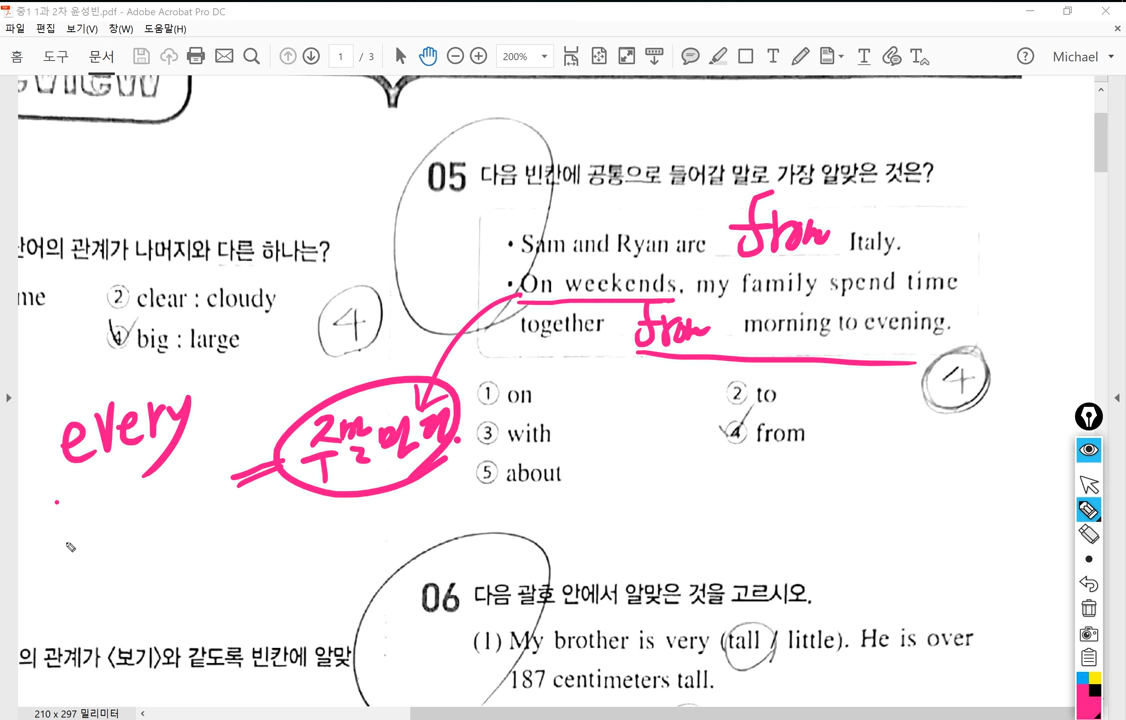 중1 1과 2차 윤성빈.pdf - Adobe Acrobat Pro DC
파일 편집 보기(V) 창(W) 도움말(H)
홈 도구 문서 1 / 3 200% Michael
단어의 관계가 나머지와 다른 하나는?
me ② clear : cloudy
④ big : large
4
every
의 관계가 〈보기〉와 같도록 빈칸에 알맞
05 다음 빈칸에 공통으로 들어갈 말로 가장 알맞은 것은?
• Sam and Ryan are from Italy.
• On weekends, my family spend time
together from morning to evening.
4
주말마다.
① on ② to
③ with ④ from
⑤ about
06 다음 괄호 안에서 알맞은 것을 고르시오.
(1) My brother is very (tall / little). He is over
187 centimeters tall.
210 x 297 밀리미터